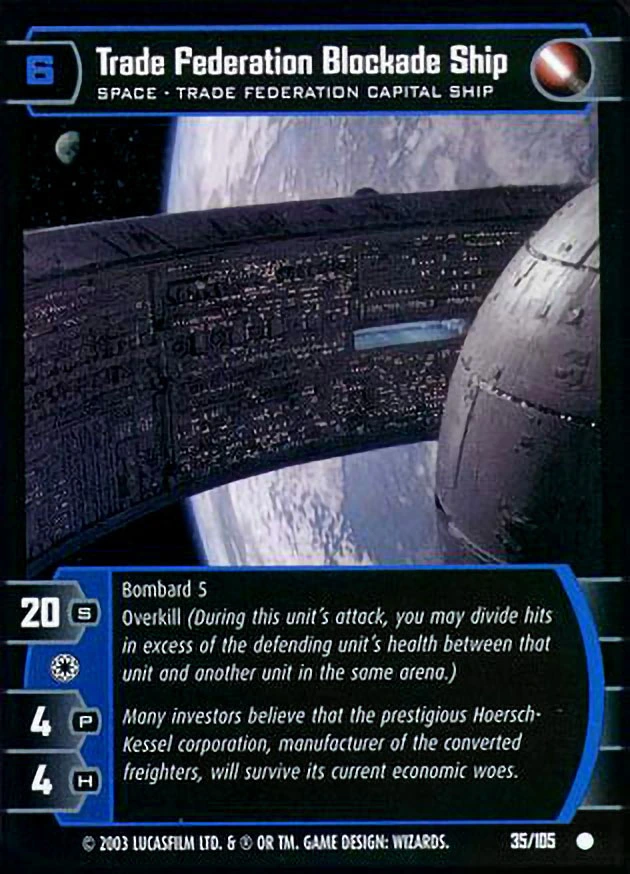 6
Trade Federation Blockade Ship
SPACE · TRADE FEDERATION CAPITAL SHIP
20 S
4 P
4 H
Bombard 5
Overkill (During this unit's attack, you may divide hits
in excess of the defending unit's health between that
unit and another unit in the same arena.)
Many investors believe that the prestigious Hoersch-
Kessel corporation, manufacturer of the converted
freighters, will survive its current economic woes.
© 2003 LUCASFILM LTD. & ® OR TM. GAME DESIGN: WIZARDS.
35/105